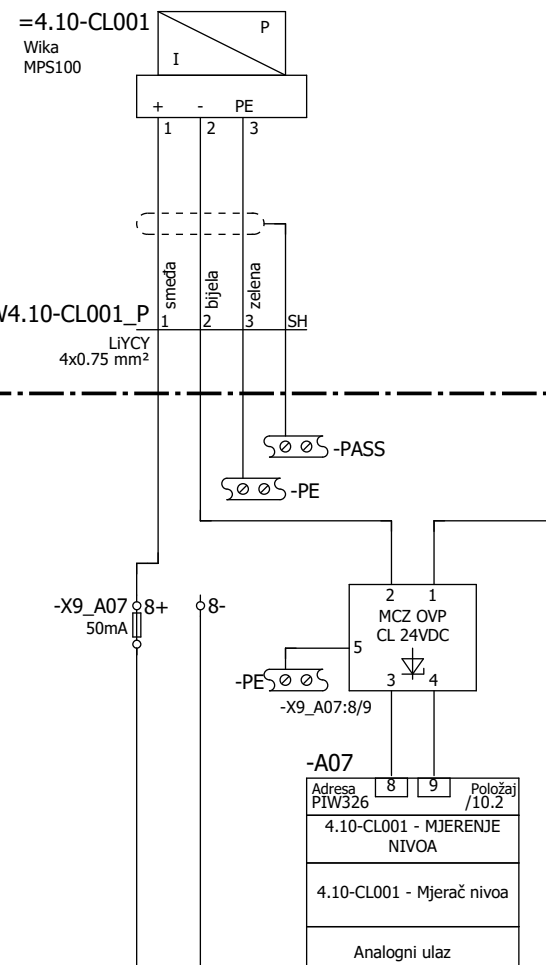 =4.10-CL001
Wika
MPS100
P
I
+ - PE
1 2 3
smeđa
bijela
zelena
W4.10-CL001_P
1 2 3 SH
LiYCY
4x0.75 mm²
-PASS
-PE
-X9_A07 8+ 8-
50mA
2 1
MCZ OVP
CL 24VDC
5
3 4
-PE
-X9_A07:8/9
-A07
8 9
Adresa Položaj
PIW326 /10.2
4.10-CL001 - MJERENJE
NIVOA
4.10-CL001 - Mjerač nivoa
Analogni ulaz